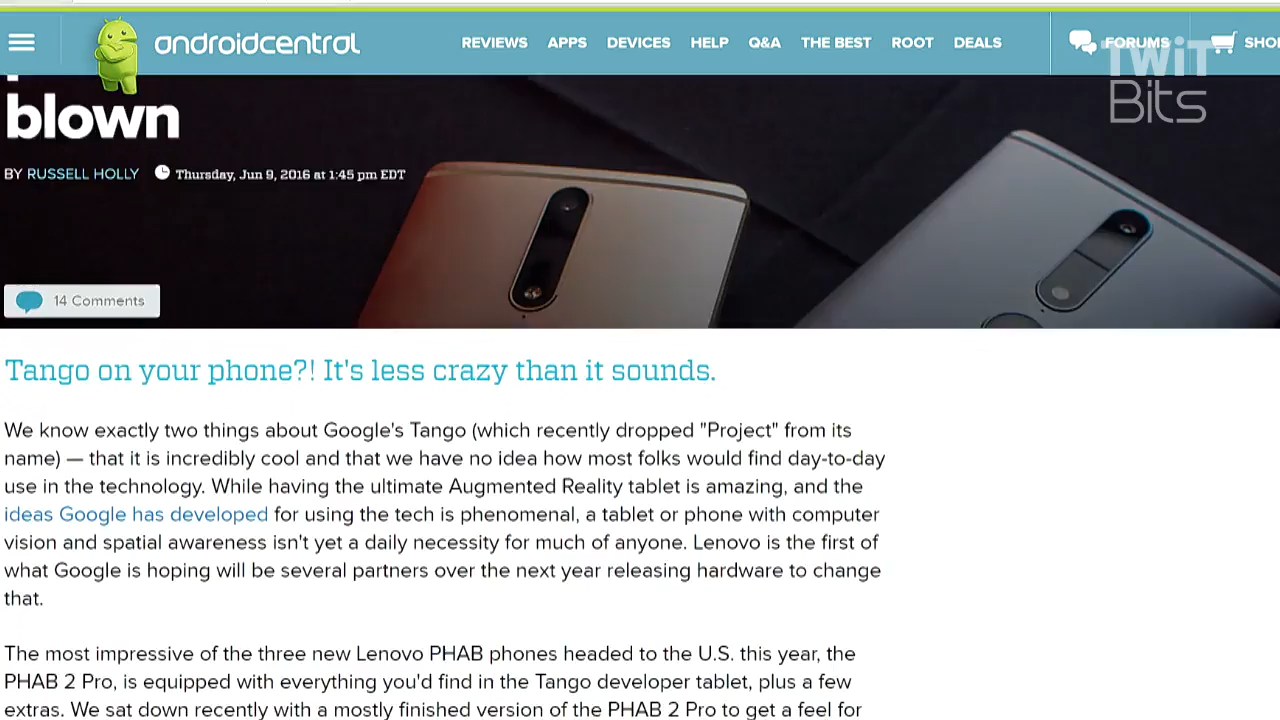 androidcentral
REVIEWS APPS DEVICES HELP Q&A THE BEST ROOT DEALS FORUMS SHOP
TWiT
Bits
blown
BY RUSSELL HOLLY Thursday, Jun 9, 2016 at 1:45 pm EDT
14 Comments
Tango on your phone?! It's less crazy than it sounds.
We know exactly two things about Google's Tango (which recently dropped "Project" from its
name) — that it is incredibly cool and that we have no idea how most folks would find day-to-day
use in the technology. While having the ultimate Augmented Reality tablet is amazing, and the
ideas Google has developed for using the tech is phenomenal, a tablet or phone with computer
vision and spatial awareness isn't yet a daily necessity for much of anyone. Lenovo is the first of
what Google is hoping will be several partners over the next year releasing hardware to change
that.
The most impressive of the three new Lenovo PHAB phones headed to the U.S. this year, the
PHAB 2 Pro, is equipped with everything you'd find in the Tango developer tablet, plus a few
extras. We sat down recently with a mostly finished version of the PHAB 2 Pro to get a feel for